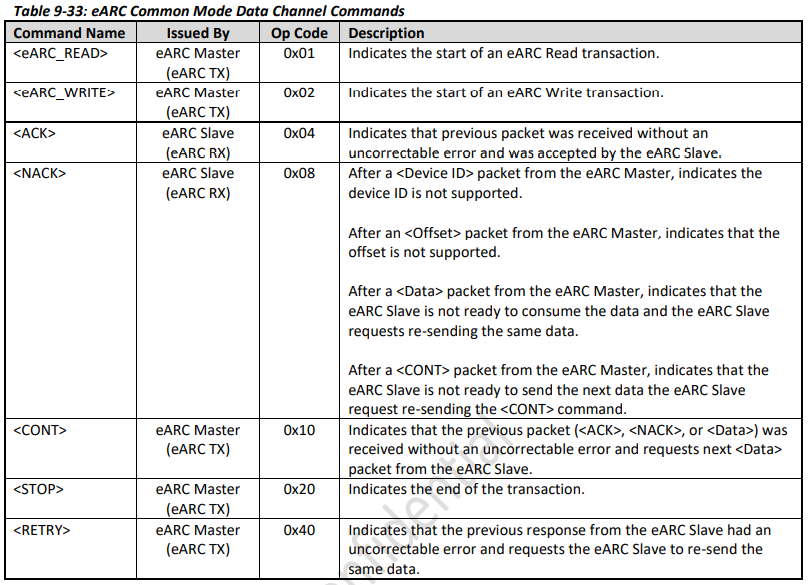 Table 9-33: eARC Common Mode Data Channel Commands
Command Name Issued By Op Code Description
<eARC_READ> eARC Master 0x01 Indicates the start of an eARC Read transaction.
(eARC TX)
<eARC_WRITE> eARC Master 0x02 Indicates the start of an eARC Write transaction.
(eARC TX)
<ACK> eARC Slave 0x04 Indicates that previous packet was received without an
(eARC RX) uncorrectable error and was accepted by the eARC Slave.
<NACK> eARC Slave 0x08 After a <Device ID> packet from the eARC Master, indicates the
(eARC RX) device ID is not supported.
After an <Offset> packet from the eARC Master, indicates that the
offset is not supported.
After a <Data> packet from the eARC Master, indicates that the
eARC Slave is not ready to consume the data and the eARC Slave
requests re-sending the same data.
After a <CONT> packet from the eARC Master, indicates that the
eARC Slave is not ready to send the next data the eARC Slave
request re-sending the <CONT> command.
<CONT> eARC Master 0x10 Indicates that the previous packet (<ACK>, <NACK>, or <Data>) was
(eARC TX) received without an uncorrectable error and requests next <Data>
packet from the eARC Slave.
<STOP> eARC Master 0x20 Indicates the end of the transaction.
(eARC TX)
<RETRY> eARC Master 0x40 Indicates that the previous response from the eARC Slave had an
(eARC TX) uncorrectable error and requests the eARC Slave to re-send the
same data.
nfidential